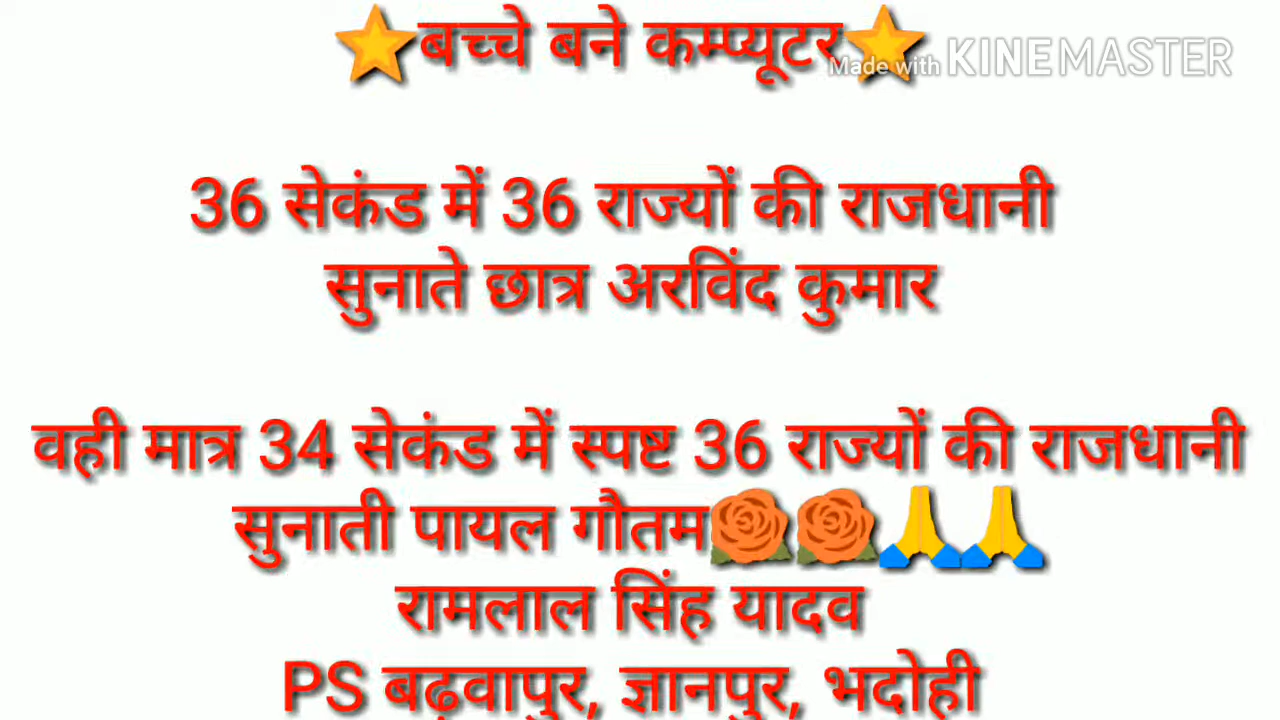 ⭐बच्चे बने कम्प्यूटर⭐
Made with KINEMASTER
36 सेकंड में 36 राज्यों की राजधानी
सुनाते छात्र अरविंद कुमार
वही मात्र 34 सेकंड में स्पष्ट 36 राज्यों की राजधानी
सुनाती पायल गौतम🌹🌹🙏🙏
रामलाल सिंह यादव
PS बढ़वापुर, ज्ञानपुर, भदोही